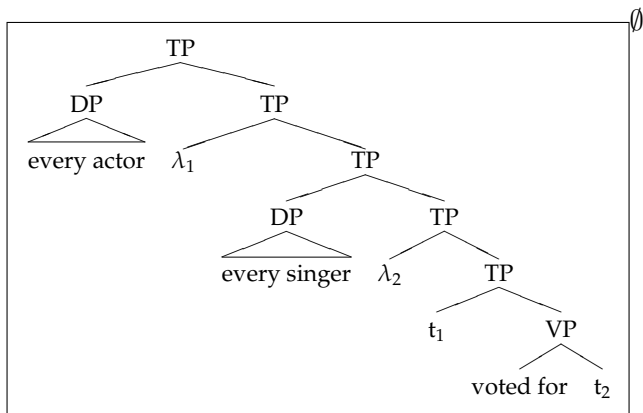 ∅
TP
DP TP
every actor λ₁ TP
DP TP
every singer λ₂ TP
t₁ VP
voted for t₂